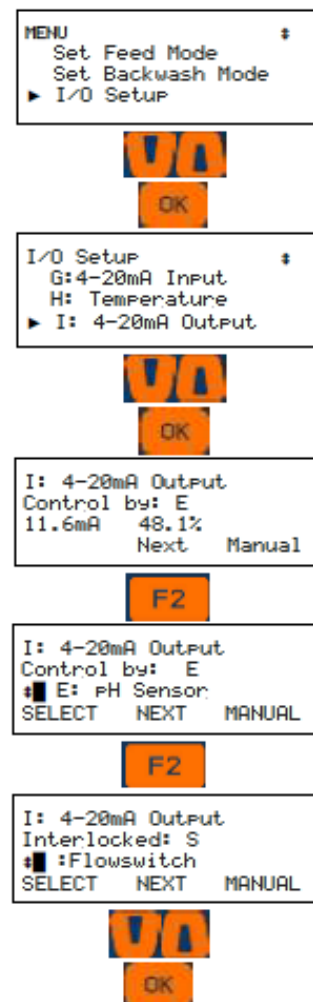 MENU
Set Feed Mode
Set Backwash Mode
I/O Setup
OK
I/O Setup
G:4-20mA Input
H: Temperature
I: 4-20mA Output
OK
I: 4-20mA Output
Control by: E
11.6mA 48.1%
Next Manual
F2
I: 4-20mA Output
Control by: E
E: pH Sensor
SELECT NEXT MANUAL
F2
I: 4-20mA Output
Interlocked: S
:Flowswitch
SELECT NEXT MANUAL
OK